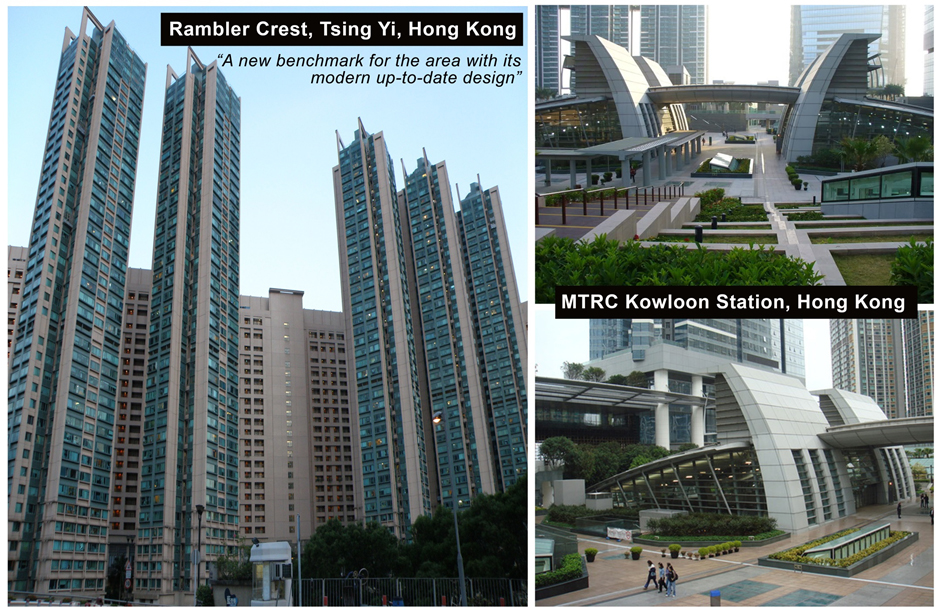 Rambler Crest, Tsing Yi, Hong Kong
“A new benchmark for the area with its
modern up-to-date design”
MTRC Kowloon Station, Hong Kong